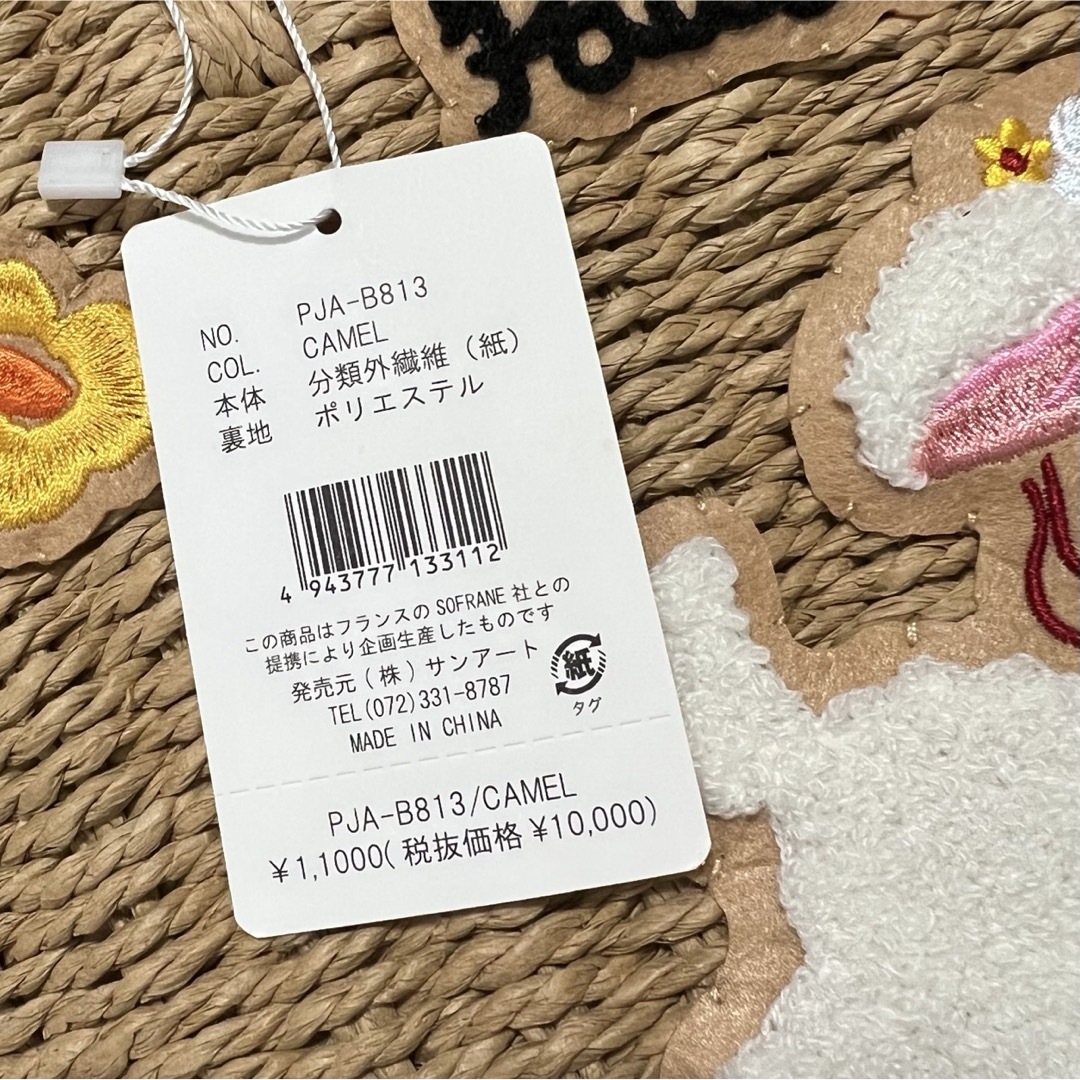 NO. PJA-B813
COL. CAMEL
本体 分類外繊維（紙）
裏地 ポリエステル
4 943777 133112
この商品はフランスの SOFRANE 社との
提携により企画生産したものです
発売元（株）サンアート
TEL(072)331-8787
MADE IN CHINA
紙
タグ
PJA-B813/CAMEL
¥1,1000(税抜価格 ¥10,000)